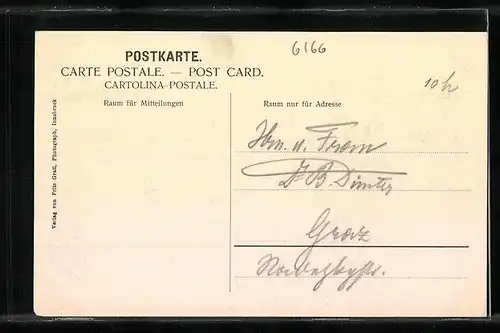 POSTKARTE.
6166
CARTE POSTALE. — POST CARD.
CARTOLINA POSTALE.
10 h
Raum für Mitteilungen
Raum nur für Adresse
Verlag von Fritz Gratl, Photograph, Innsbruck
Hrn. u. Frau
J B. Dimter
Graz